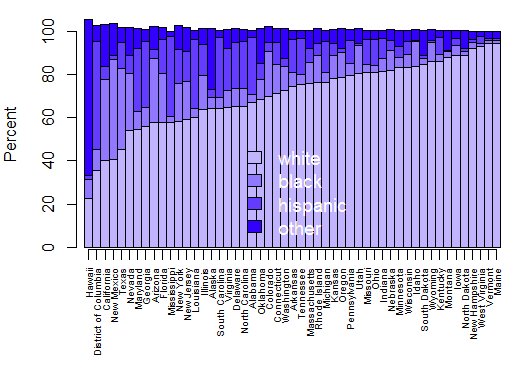 Percent
100
80
60
40
20
0
white
black
hispanic
other
Hawaii
District of Columbia
California
New Mexico
Texas
Nevada
Maryland
Georgia
Arizona
Florida
Mississippi
New York
New Jersey
Louisiana
Illinois
Alaska
South Carolina
Virginia
Delaware
North Carolina
Alabama
Oklahoma
Colorado
Connecticut
Washington
Arkansas
Tennessee
Massachusetts
Rhode Island
Michigan
Kansas
Oregon
Pennsylvania
Utah
Missouri
Ohio
Indiana
Nebraska
Minnesota
Wisconsin
Idaho
South Dakota
Wyoming
Kentucky
Montana
Iowa
North Dakota
New Hampshire
West Virginia
Vermont
Maine